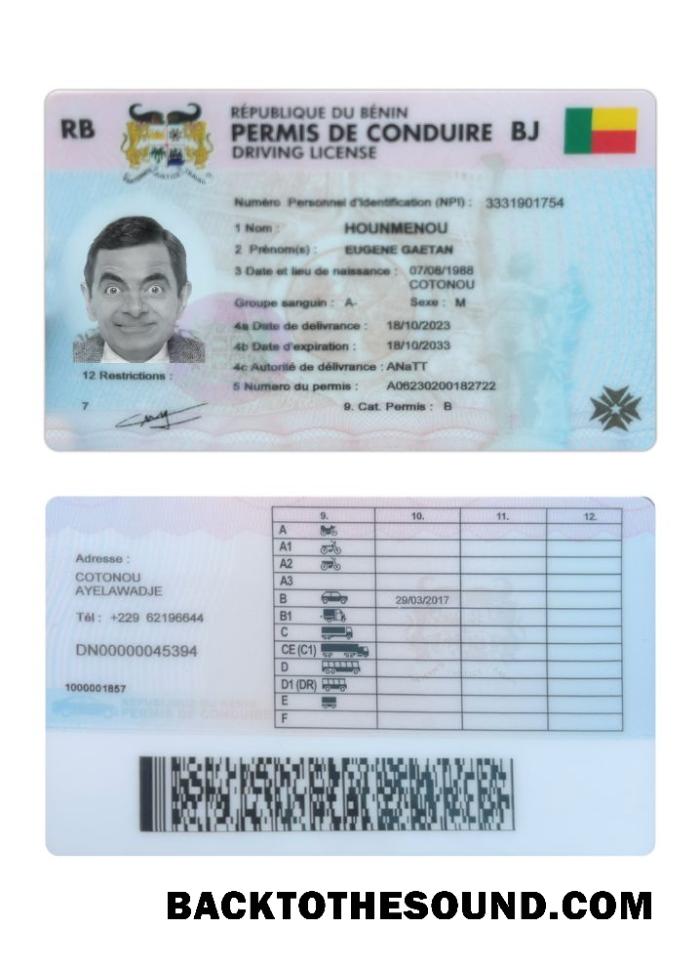 RB
RÉPUBLIQUE DU BÉNIN
PERMIS DE CONDUIRE BJ
DRIVING LICENSE
Numéro Personnel d'Identification (NPI) : 3331901754
1 Nom : HOUNMENOU
2 Prénom(s) : EUGENE GAETAN
3 Date et lieu de naissance : 07/08/1988
COTONOU
Groupe sanguin : A- Sexe : M
4a Date de delivrance : 18/10/2023
4b Date d'expiration : 18/10/2033
4c Autorité de délivrance : ANaTT
5 Numero du permis : A06230200182722
12 Restrictions :
7
9. Cat. Permis : B
9. 10. 11. 12.
A
A1
A2
A3
B 29/03/2017
B1
C
CE (C1)
D
D1 (DR)
E
F
Adresse :
COTONOU
AYELAWADJE
Tél : +229 62196644
DN00000045394
1000001857
PERMIS DE CONDUIRE
BACKTOTHESOUND.COM